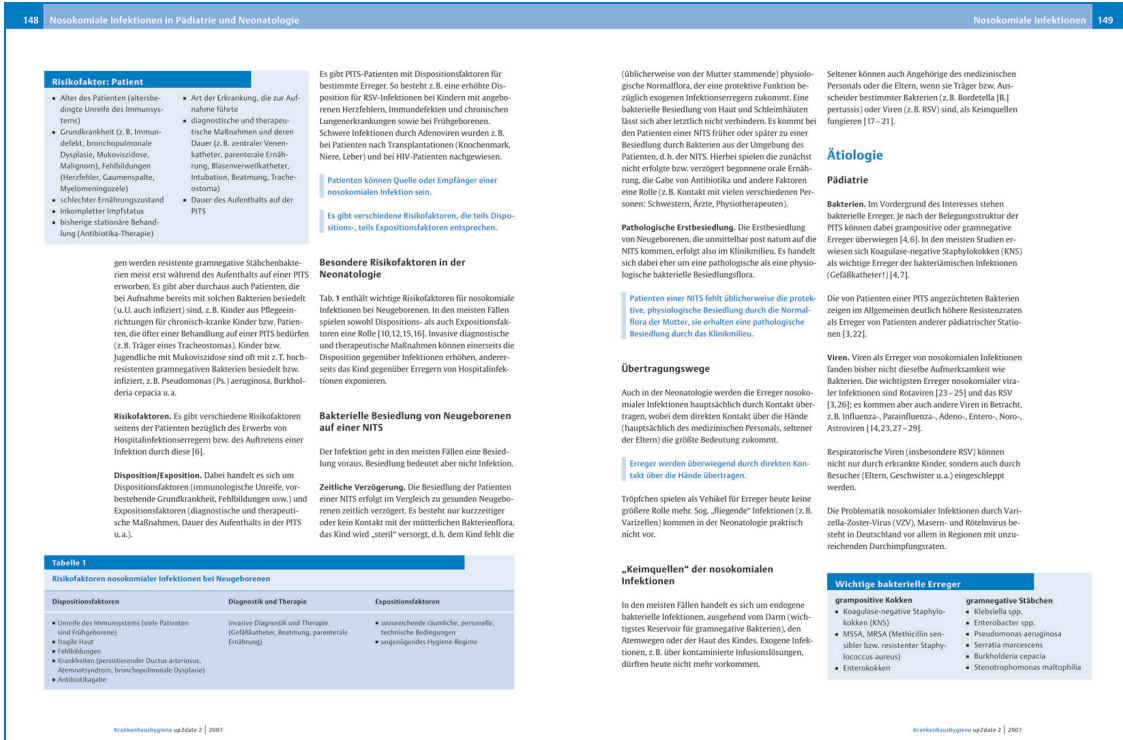 148 Nosokomiale Infektionen in Pädiatrie und Neonatologie
Risikofaktor: Patient
▪ Alter des Patienten (altersbe-
dingte Unreife des Immunsys-
tems)
▪ Grundkrankheit (z. B. Immun-
defekt, bronchopulmonale
Dysplasie, Mukoviszidose,
Malignom), Fehlbildungen
(Herzfehler, Gaumenspalte,
Myelomeningozele)
▪ schlechter Ernährungszustand
▪ inkompletter Impfstatus
▪ bisherige stationäre Behand-
lung (Antibiotika-Therapie)
▪ Art der Erkrankung, die zur Auf-
nahme führte
▪ diagnostische und therapeu-
tische Maßnahmen und deren
Dauer (z. B. zentraler Venen-
katheter, parenterale Ernäh-
rung, Blasenverweilkatheter,
Intubation, Beatmung, Trache-
ostoma)
▪ Dauer des Aufenthalts auf der
PITS
gen werden resistente gramnegative Stäbchenbakte-
rien meist erst während des Aufenthalts auf einer PITS
erworben. Es gibt aber durchaus auch Patienten, die
bei Aufnahme bereits mit solchen Bakterien besiedelt
(u. U. auch infiziert) sind, z. B. Kinder aus Pflegeein-
richtungen für chronisch-kranke Kinder bzw. Patien-
ten, die öfter einer Behandlung auf einer PITS bedürfen
(z. B. Träger eines Tracheostomas). Kinder bzw.
Jugendliche mit Mukoviszidose sind oft mit z. T. hoch-
resistenten gramnegativen Bakterien besiedelt bzw.
infiziert, z. B. Pseudomonas (Ps.) aeruginosa, Burkhol-
deria cepacia u. a.
Risikofaktoren. Es gibt verschiedene Risikofaktoren
seitens der Patienten bezüglich des Erwerbs von
Hospitalinfektionserregern bzw. des Auftretens einer
Infektion durch diese [6].
Disposition/Exposition. Dabei handelt es sich um
Dispositionsfaktoren (immunologische Unreife, vor-
bestehende Grundkrankheit, Fehlbildungen usw.) und
Expositionsfaktoren (diagnostische und therapeuti-
sche Maßnahmen, Dauer des Aufenthalts in der PITS
u. a.).
Es gibt PITS-Patienten mit Dispositionsfaktoren für
bestimmte Erreger. So besteht z. B. eine erhöhte Dis-
position für RSV-Infektionen bei Kindern mit angebo-
renen Herzfehlern, Immundefekten und chronischen
Lungenerkrankungen sowie bei Frühgeborenen.
Schwere Infektionen durch Adenoviren wurden z. B.
bei Patienten nach Transplantationen (Knochenmark,
Niere, Leber) und bei HIV-Patienten nachgewiesen.
Patienten können Quelle oder Empfänger einer
nosokomialen Infektion sein.
Es gibt verschiedene Risikofaktoren, die teils Dispo-
sitions-, teils Expositionsfaktoren entsprechen.
Besondere Risikofaktoren in der
Neonatologie
Tab. 1 enthält wichtige Risikofaktoren für nosokomiale
Infektionen bei Neugeborenen. In den meisten Fällen
spielen sowohl Dispositions- als auch Expositionsfak-
toren eine Rolle [10,12,15,16]. Invasive diagnostische
und therapeutische Maßnahmen können einerseits die
Disposition gegenüber Infektionen erhöhen, anderer-
seits das Kind gegenüber Erregern von Hospitalinfek-
tionen exponieren.
Bakterielle Besiedlung von Neugeborenen
auf einer NITS
Der Infektion geht in den meisten Fällen eine Besied-
lung voraus. Besiedlung bedeutet aber nicht Infektion.
Zeitliche Verzögerung. Die Besiedlung der Patienten
einer NITS erfolgt im Vergleich zu gesunden Neugebo-
renen zeitlich verzögert. Es besteht nur kurzzeitiger
oder kein Kontakt mit der mütterlichen Bakterienflora,
das Kind wird „steril“ versorgt, d. h. dem Kind fehlt die
Tabelle 1
Risikofaktoren nosokomialer Infektionen bei Neugeborenen
Dispositionsfaktoren
▪ Unreife des Immunsystems (viele Patienten
sind Frühgeborene)
▪ fragile Haut
▪ Fehlbildungen
▪ Krankheiten (persistierender Ductus arteriosus,
Atemnotsyndrom, bronchopulmonale Dysplasie)
▪ Antibiotikagabe
Diagnostik und Therapie
invasive Diagnostik und Therapie
(Gefäßkatheter, Beatmung, parenterale
Ernährung)
Expositionsfaktoren
▪ unzureichende räumliche, personelle,
technische Bedingungen
▪ ungenügendes Hygiene-Regime
Krankenhaushygiene up2date 2 | 2007
Nosokomiale Infektionen 149
(üblicherweise von der Mutter stammende) physiolo-
gische Normalflora, der eine protektive Funktion be-
züglich exogenen Infektionserregern zukommt. Eine
bakterielle Besiedlung von Haut und Schleimhäuten
lässt sich aber letztlich nicht verhindern. Es kommt bei
den Patienten einer NITS früher oder später zu einer
Besiedlung durch Bakterien aus der Umgebung des
Patienten, d. h. der NITS. Hierbei spielen die zunächst
nicht erfolgte bzw. verzögert begonnene orale Ernäh-
rung, die Gabe von Antibiotika und andere Faktoren
eine Rolle (z. B. Kontakt mit vielen verschiedenen Per-
sonen: Schwestern, Ärzte, Physiotherapeuten).
Pathologische Erstbesiedlung. Die Erstbesiedlung
von Neugeborenen, die unmittelbar post natum auf die
NITS kommen, erfolgt also im Klinikmilieu. Es handelt
sich dabei eher um eine pathologische als eine physio-
logische bakterielle Besiedlungsflora.
Patienten einer NITS fehlt üblicherweise die protek-
tive, physiologische Besiedlung durch die Normal-
flora der Mutter, sie erhalten eine pathologische
Besiedlung durch das Klinikmilieu.
Übertragungswege
Auch in der Neonatologie werden die Erreger nosoko-
mialer Infektionen hauptsächlich durch Kontakt über-
tragen, wobei dem direkten Kontakt über die Hände
(hauptsächlich des medizinischen Personals, seltener
der Eltern) die größte Bedeutung zukommt.
Erreger werden überwiegend durch direkten Kon-
takt über die Hände übertragen.
Tröpfchen spielen als Vehikel für Erreger heute keine
größere Rolle mehr. Sog. „fliegende“ Infektionen (z. B.
Varizellen) kommen in der Neonatologie praktisch
nicht vor.
„Keimquellen“ der nosokomialen
Infektionen
In den meisten Fällen handelt es sich um endogene
bakterielle Infektionen, ausgehend vom Darm (wich-
tigstes Reservoir für gramnegative Bakterien), den
Atemwegen oder der Haut des Kindes. Exogene Infek-
tionen, z. B. über kontaminierte Infusionslösungen,
dürften heute nicht mehr vorkommen.
Seltener können auch Angehörige des medizinischen
Personals oder die Eltern, wenn sie Träger bzw. Aus-
scheider bestimmter Bakterien (z. B. Bordetella [B.]
pertussis) oder Viren (z. B. RSV) sind, als Keimquellen
fungieren [17 – 21].
Ätiologie
Pädiatrie
Bakterien. Im Vordergrund des Interesses stehen
bakterielle Erreger. Je nach der Belegungsstruktur der
PITS können dabei grampositive oder gramnegative
Erreger überwiegen [4,6]. In den meisten Studien er-
wiesen sich Koagulase-negative Staphylokokken (KNS)
als wichtige Erreger der bakteriämischen Infektionen
(Gefäßkatheter!) [4,7].
Die von Patienten einer PITS angezüchteten Bakterien
zeigen im Allgemeinen deutlich höhere Resistenzraten
als Erreger von Patienten anderer pädiatrischer Statio-
nen [3,22].
Viren. Viren als Erreger von nosokomialen Infektionen
fanden bisher nicht dieselbe Aufmerksamkeit wie
Bakterien. Die wichtigsten Erreger nosokomialer vira-
ler Infektionen sind Rotaviren [23 – 25] und das RSV
[3,26]; es kommen aber auch andere Viren in Betracht,
z. B. Influenza-, Parainfluenza-, Adeno-, Entero-, Noro-,
Astroviren [14,23,27 – 29].
Respiratorische Viren (insbesondere RSV) können
nicht nur durch erkrankte Kinder, sondern auch durch
Besucher (Eltern, Geschwister u. a.) eingeschleppt
werden.
Die Problematik nosokomialer Infektionen durch Vari-
zella-Zoster-Virus (VZV), Masern- und Rötelnvirus be-
steht in Deutschland vor allem in Regionen mit unzu-
reichenden Durchimpfungsraten.
Wichtige bakterielle Erreger
grampositive Kokken
▪ Koagulase-negative Staphylo-
kokken (KNS)
▪ MSSA, MRSA (Methicillin sen-
sibler bzw. resistenter Staphy-
lococcus aureus)
▪ Enterokokken
gramnegative Stäbchen
▪ Klebsiella spp.
▪ Enterobacter spp.
▪ Pseudomonas aeruginosa
▪ Serratia marcescens
▪ Burkholderia cepacia
▪ Stenotrophomonas maltophilia
Krankenhaushygiene up2date 2 | 2007